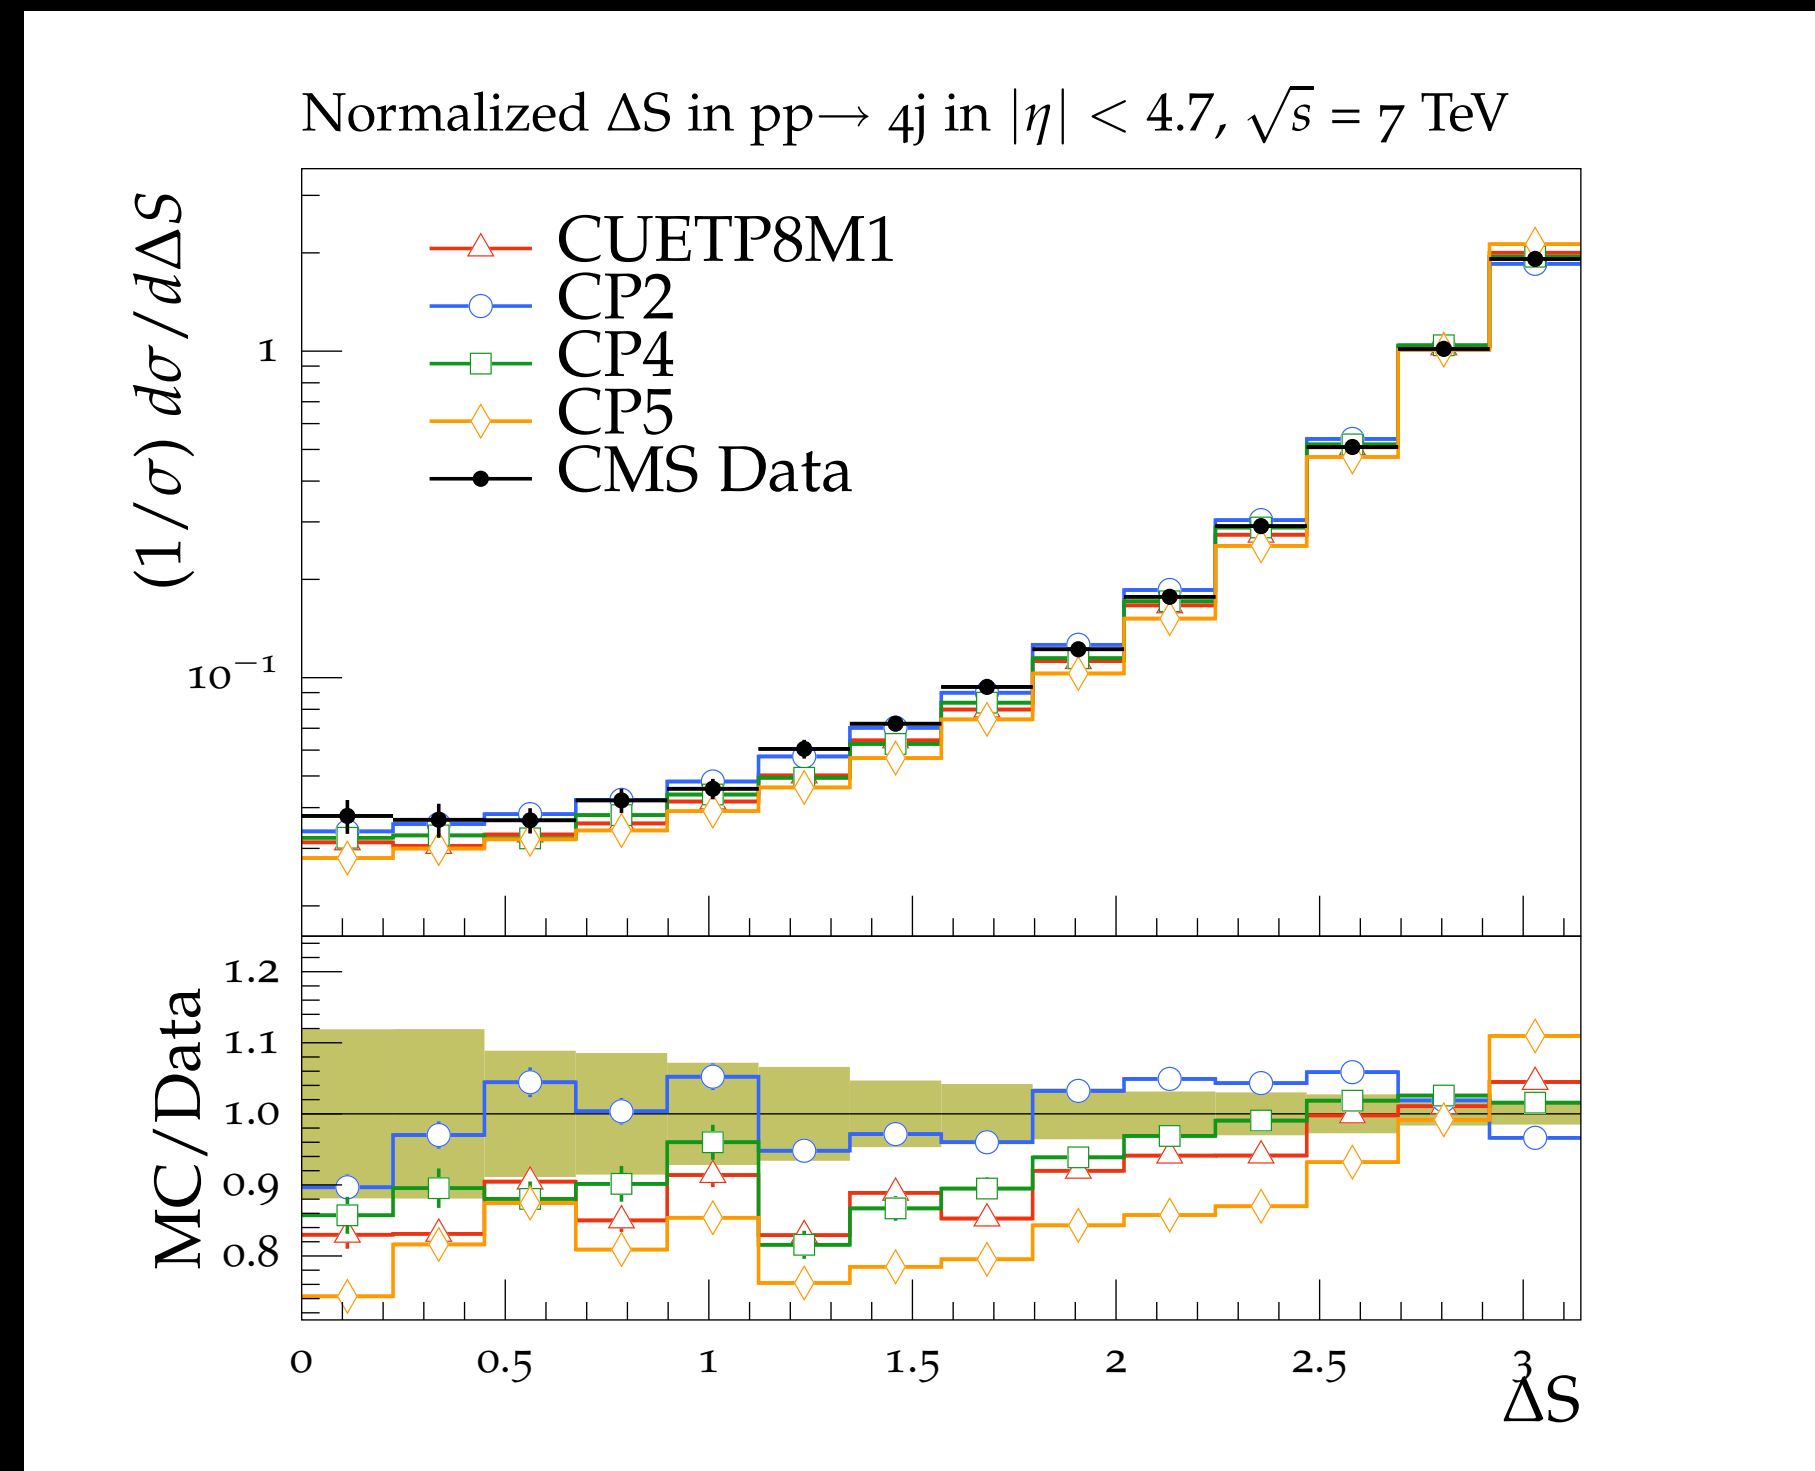 Normalized ΔS in pp→ 4j in |η| < 4.7, √s = 7 TeV
(1/σ) dσ/dΔS
CUETP8M1
CP2
CP4
CP5
CMS Data
1
10⁻¹
MC/Data
1.2
1.1
1.0
0.9
0.8
0 0.5 1 1.5 2 2.5 3
ΔS